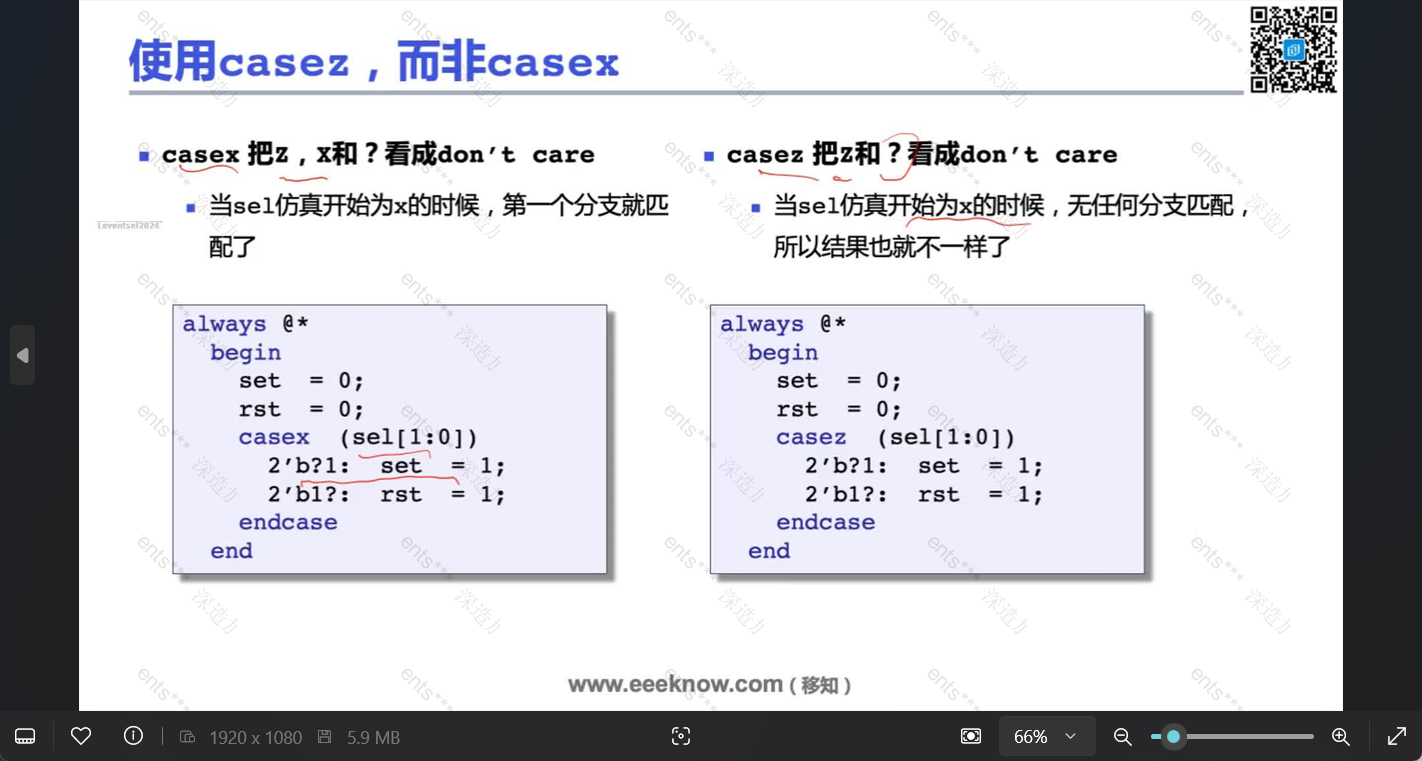 使用casez，而非casex
casex 把Z，X和？看成don't care
当sel仿真开始为x的时候，第一个分支就匹
配了
Leventsel2024
always @*
begin
set = 0;
rst = 0;
casex (sel[1:0])
2'b?1: set = 1;
2'b1?: rst = 1;
endcase
end
casez 把Z和？看成don't care
当sel仿真开始为x的时候，无任何分支匹配，
所以结果也就不一样了
always @*
begin
set = 0;
rst = 0;
casez (sel[1:0])
2'b?1: set = 1;
2'b1?: rst = 1;
endcase
end
www.eeeknow.com（移知）
ents***
深造力
1920 x 1080
5.9 MB
66%